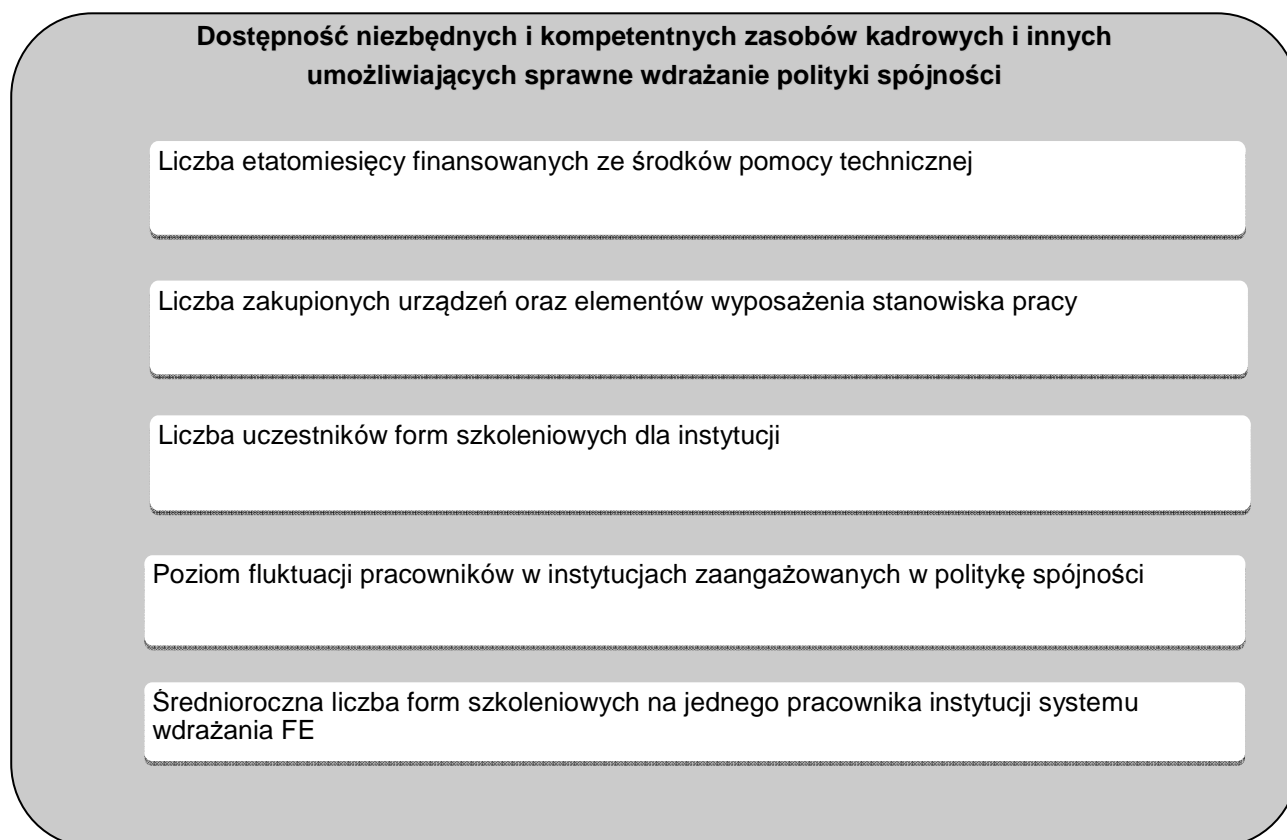 Dostępność niezbędnych i kompetentnych zasobów kadrowych i innych
umożliwiających sprawne wdrażanie polityki spójności
Liczba etatomiesięcy finansowanych ze środków pomocy technicznej
Liczba zakupionych urządzeń oraz elementów wyposażenia stanowiska pracy
Liczba uczestników form szkoleniowych dla instytucji
Poziom fluktuacji pracowników w instytucjach zaangażowanych w politykę spójności
Średnioroczna liczba form szkoleniowych na jednego pracownika instytucji systemu
wdrażania FE